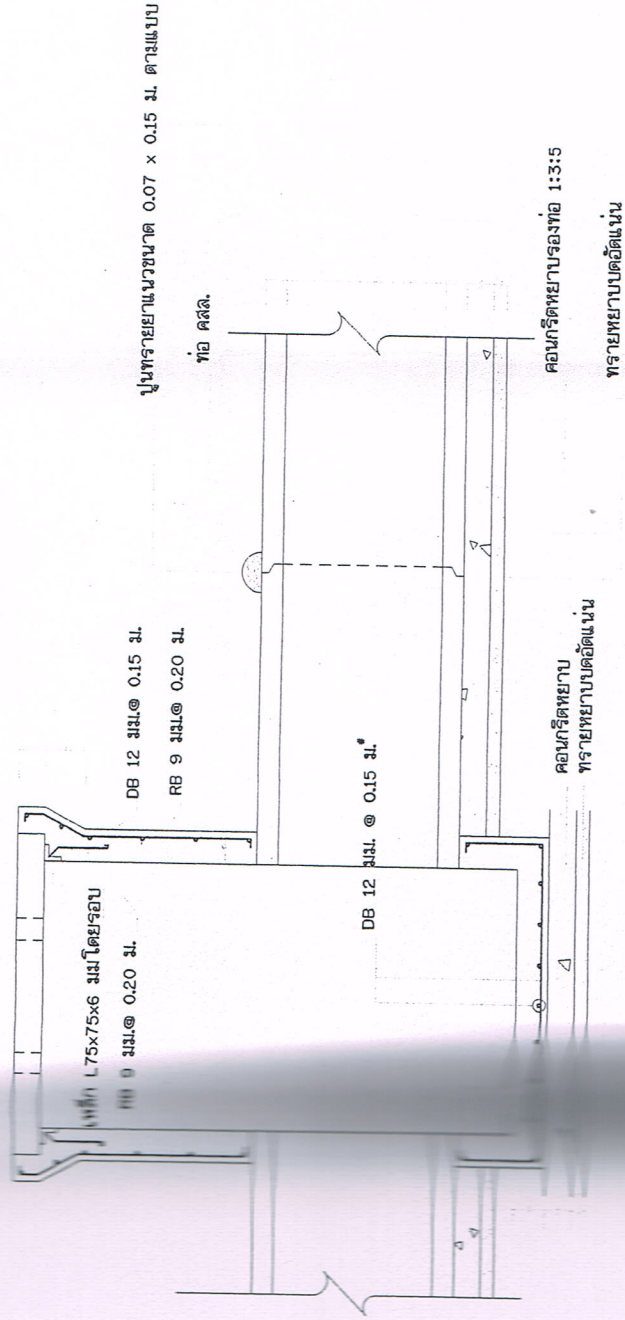 ปูนทรายยาแนวขนาด 0.07 x 0.15 ม. ตามแบบ
ท่อ คสล.
DB 12 มม.@ 0.15 ม.
RB 9 มม.@ 0.20 ม.
เหล็ก L75x75x6 มม โดยรอบ
RB 9 มม.@ 0.20 ม.
DB 12 มม. @ 0.15 ม.
คอนกรีตหยาบรองท่อ 1:3:5
ทรายหยาบบดอัดแน่น
คอนกรีตหยาบ
ทรายหยาบบดอัดแน่น